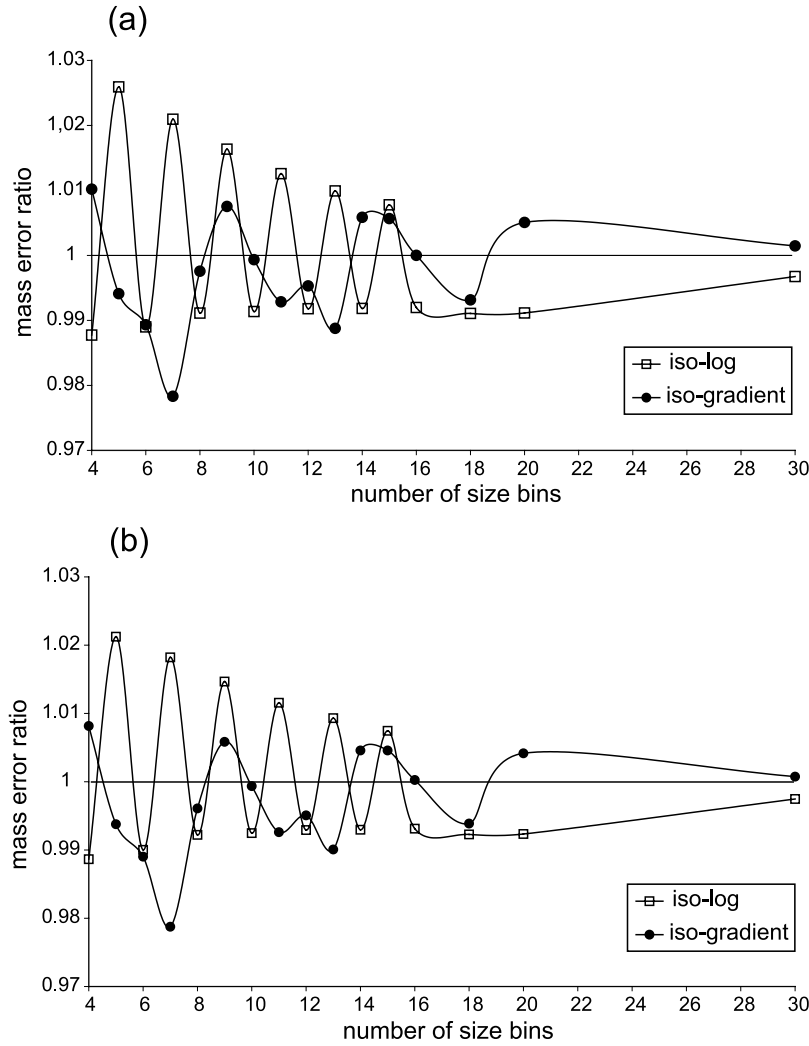 (a)
1.03
1,02
1.01
1
0.99
0.98
0.97
mass error ratio
iso-log
iso-gradient
4 6 8 10 12 14 16 18 20 22 24 26 28 30
number of size bins
(b)
1.03
1.02
1.01
1
0.99
0.98
0.97
mass error ratio
iso-log
iso-gradient
4 6 8 10 12 14 16 18 20 22 24 26 28 30
number of size bins